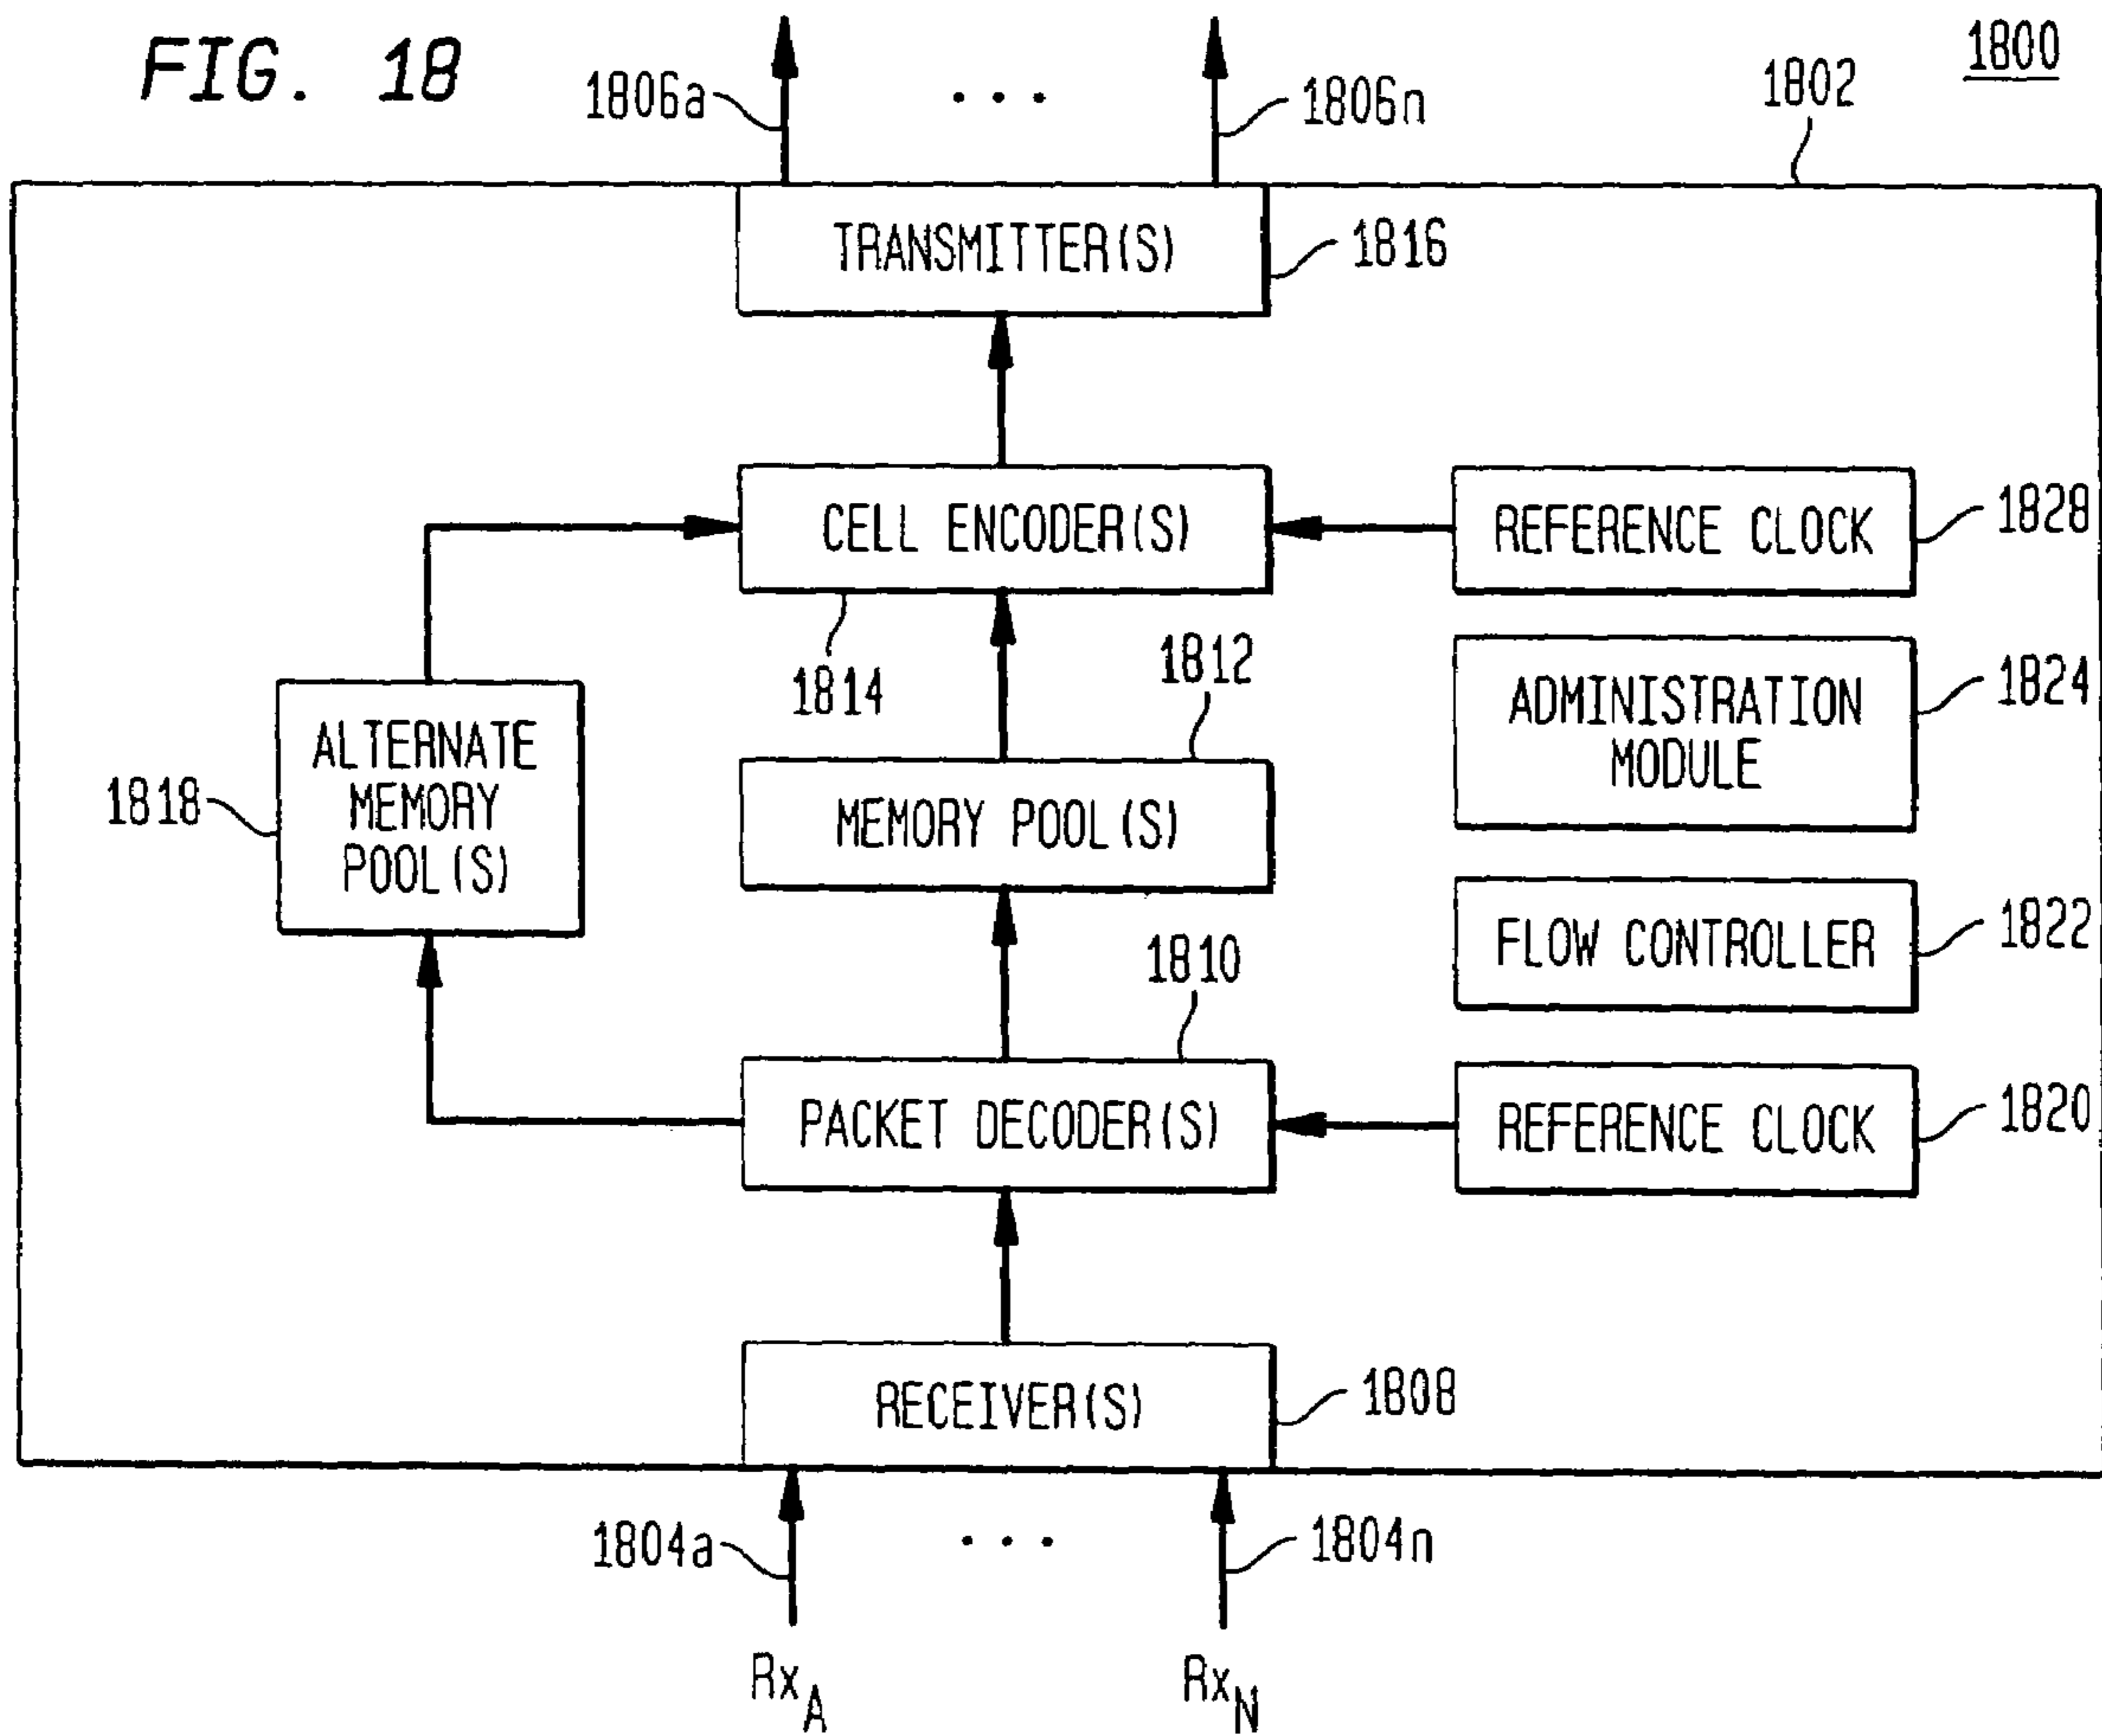 FIG. 18
1800
1802
1806a
. . .
1806n
TRANSMITTER(S)
1816
CELL ENCODER(S)
REFERENCE CLOCK
1828
1814
1812
ADMINISTRATION
MODULE
1824
ALTERNATE
MEMORY
POOL(S)
1818
MEMORY POOL(S)
FLOW CONTROLLER
1822
1810
PACKET DECODER(S)
REFERENCE CLOCK
1820
RECEIVER(S)
1808
1804a
. . .
1804n
RxA
RxN